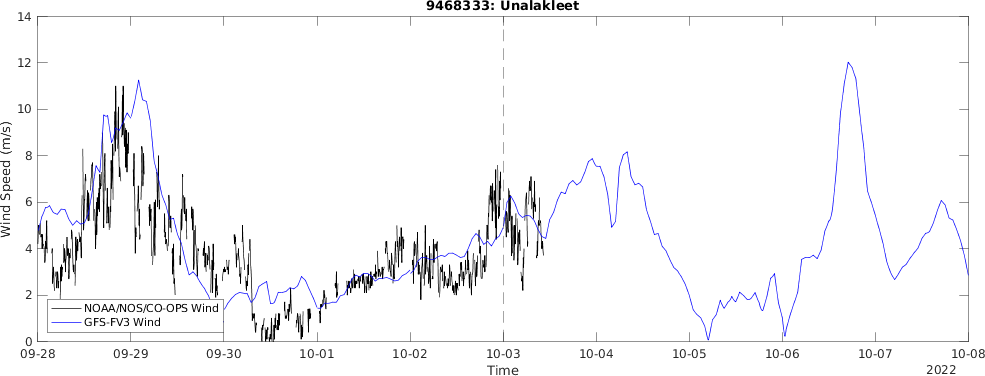 9468333: Unalakleet
14
12
10
8
6
4
2
0
Wind Speed (m/s)
NOAA/NOS/CO-OPS Wind
GFS-FV3 Wind
09-28 09-29 09-30 10-01 10-02 10-03 10-04 10-05 10-06 10-07 10-08
Time
2022